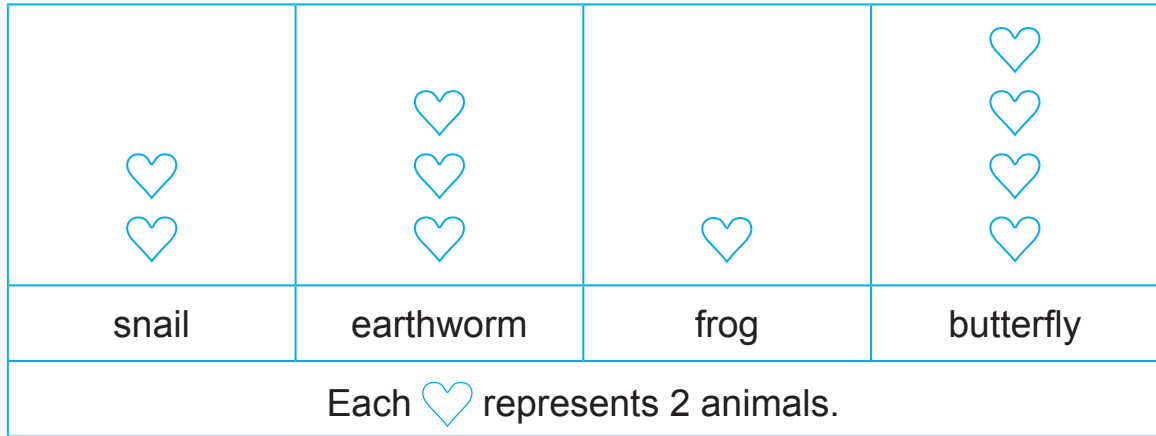 snail earthworm frog butterfly
Each ♡ represents 2 animals.